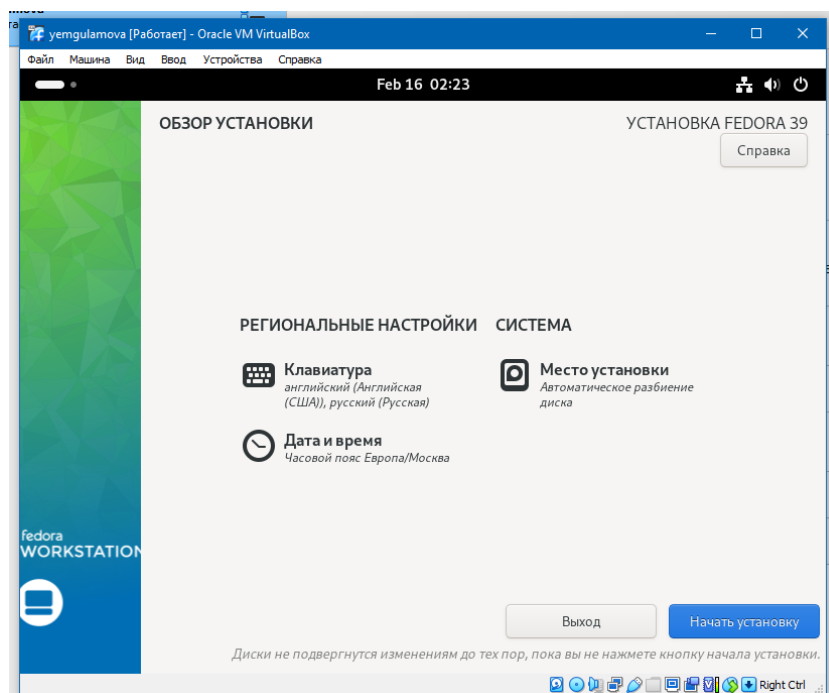 yemgulamova [Работает] - Oracle VM VirtualBox
Файл Машина Вид Ввод Устройства Справка
Feb 16 02:23
ОБЗОР УСТАНОВКИ
УСТАНОВКА FEDORA 39
Справка
РЕГИОНАЛЬНЫЕ НАСТРОЙКИ
Клавиатура
английский (Английская
(США)), русский (Русская)
Дата и время
Часовой пояс Европа/Москва
СИСТЕМА
Место установки
Автоматическое разбиение
диска
fedora
WORKSTATION
Выход
Начать установку
Диски не подвергнутся изменениям до тех пор, пока вы не нажмете кнопку начала установки.
Right Ctrl